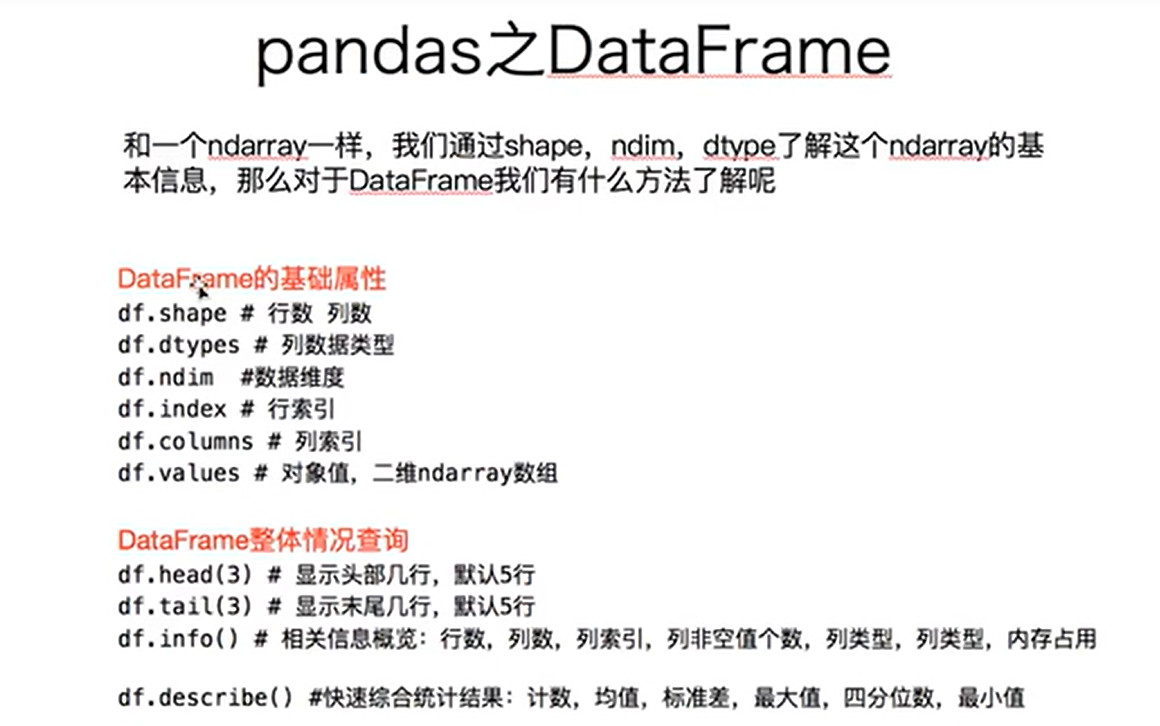 pandas之DataFrame
和一个ndarray一样，我们通过shape，ndim，dtype了解这个ndarray的基
本信息，那么对于DataFrame我们有什么方法了解呢
DataFrame的基础属性
df.shape # 行数 列数
df.dtypes # 列数据类型
df.ndim  #数据维度
df.index # 行索引
df.columns # 列索引
df.values # 对象值，二维ndarray数组
DataFrame整体情况查询
df.head(3) # 显示头部几行，默认5行
df.tail(3) # 显示末尾几行，默认5行
df.info() # 相关信息概览：行数，列数，列索引，列非空值个数，列类型，列类型，内存占用
df.describe() #快速综合统计结果：计数，均值，标准差，最大值，四分位数，最小值